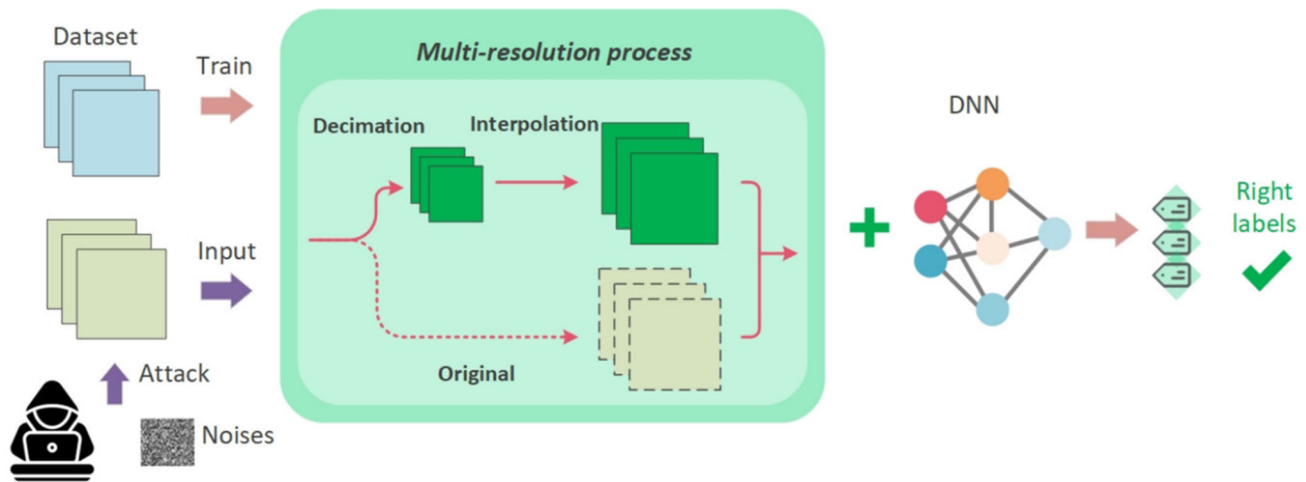 Dataset
Train
Multi-resolution process
Decimation
Interpolation
DNN
Input
Right
labels
Attack
Original
Noises